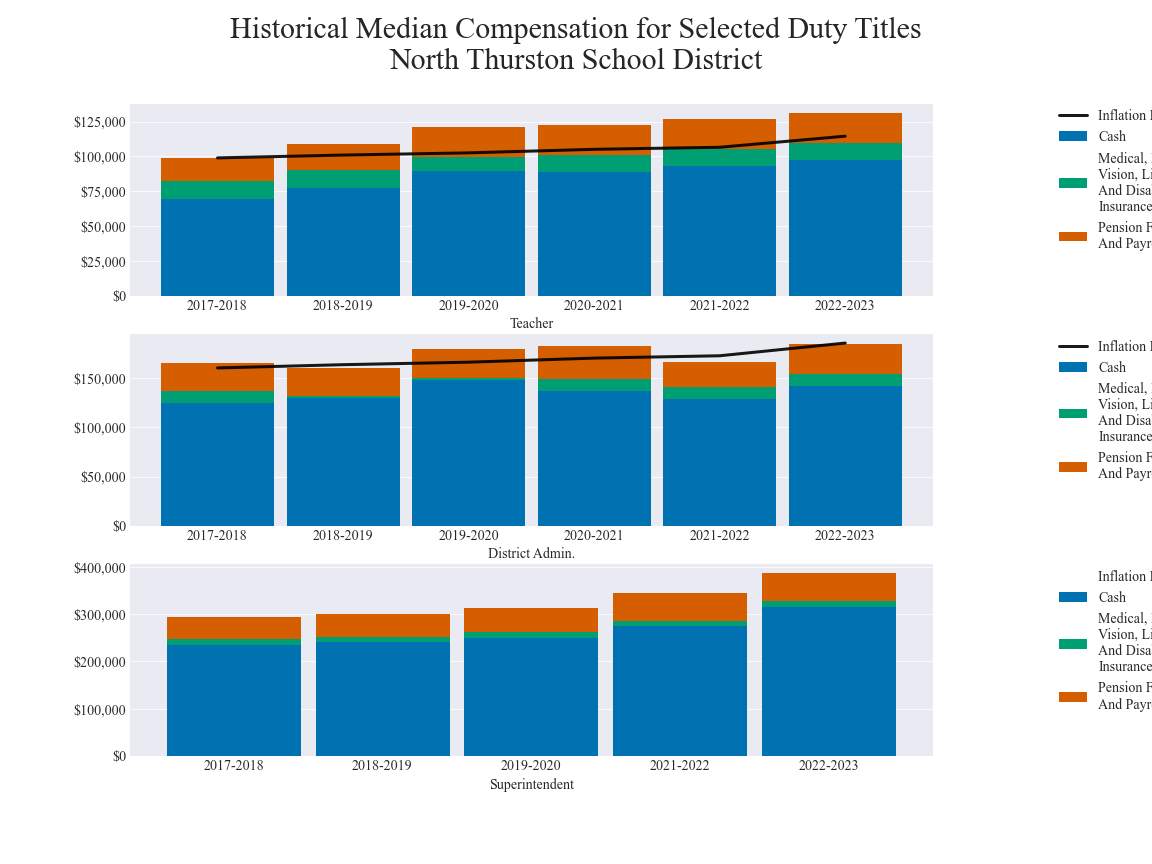 Historical Median Compensation for Selected Duty Titles
North Thurston School District
$125,000
$100,000
$75,000
$50,000
$25,000
$0
2017-2018 2018-2019 2019-2020 2020-2021 2021-2022 2022-2023
Teacher
Inflation
Cash
Medical,
Vision,
And
Insurance
Pension
And
$150,000
$100,000
$50,000
$0
2017-2018 2018-2019 2019-2020 2020-2021 2021-2022 2022-2023
District Admin.
Inflation
Cash
Medical,
Vision,
And
Insurance
Pension
And
$400,000
$300,000
$200,000
$100,000
$0
2017-2018 2018-2019 2019-2020 2021-2022 2022-2023
Superintendent
Inflation
Cash
Medical,
Vision,
And
Insurance
Pension
And